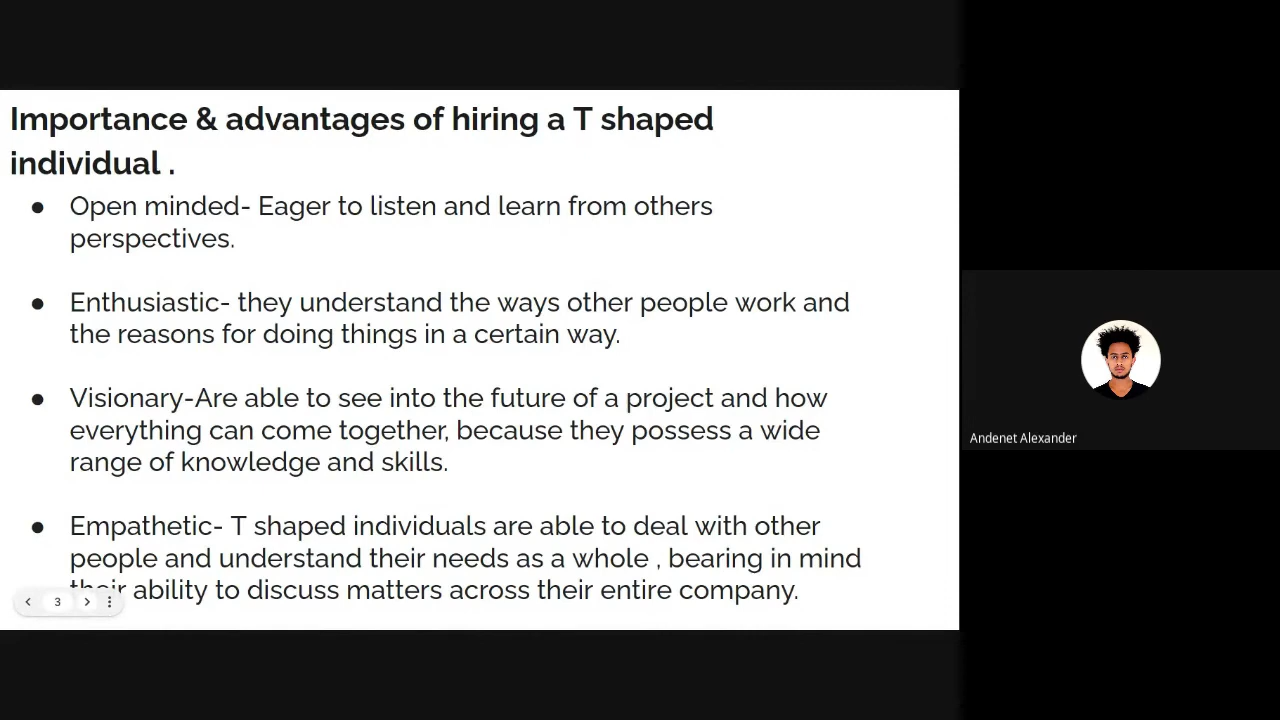 Importance & advantages of hiring a T shaped
individual .
● Open minded- Eager to listen and learn from others
perspectives.
● Enthusiastic- they understand the ways other people work and
the reasons for doing things in a certain way.
● Visionary-Are able to see into the future of a project and how
everything can come together, because they possess a wide
range of knowledge and skills.
● Empathetic- T shaped individuals are able to deal with other
people and understand their needs as a whole , bearing in mind
their ability to discuss matters across their entire company.
3
Andenet Alexander